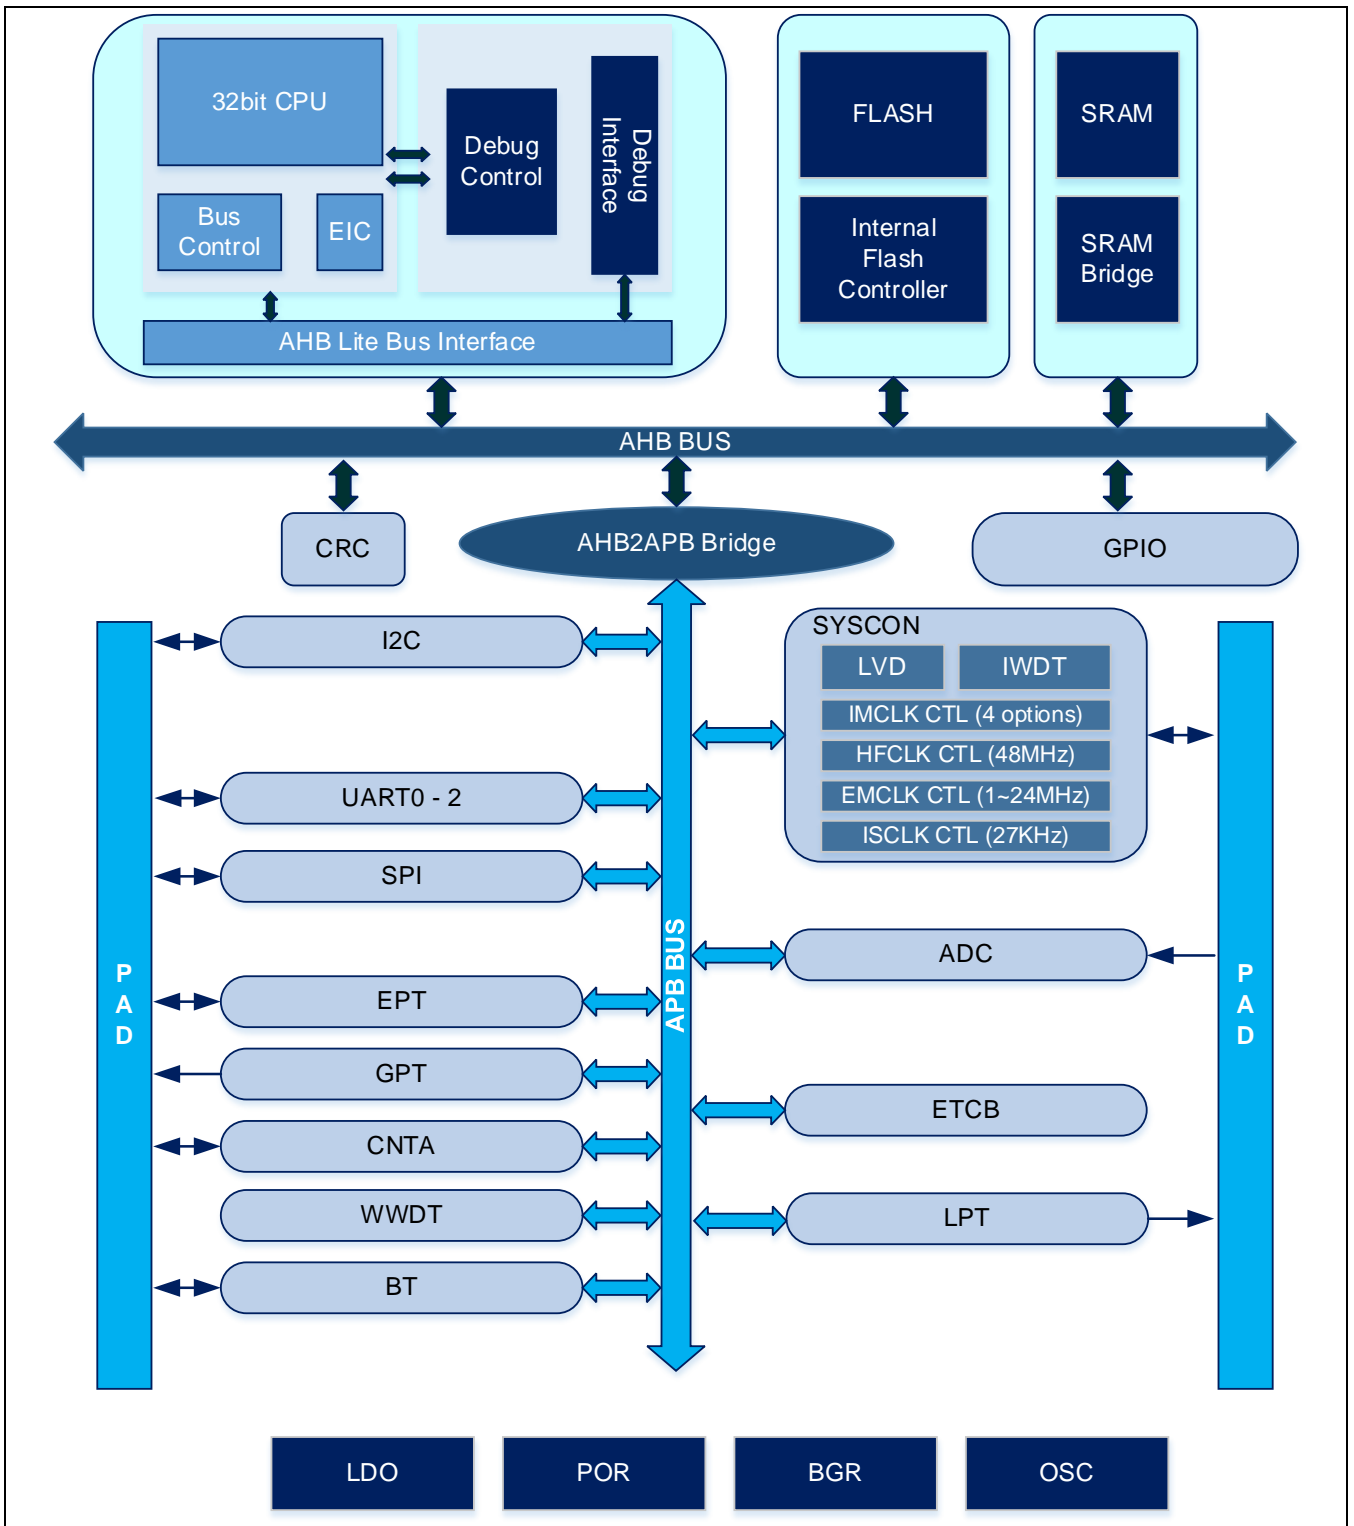 32bit CPU
Bus
Control
EIC
Debug
Control
Debug
Interface
AHB Lite Bus Interface
FLASH
Internal
Flash
Controller
SRAM
SRAM
Bridge
AHB BUS
CRC
AHB2APB Bridge
GPIO
PAD
I2C
UART0 - 2
SPI
EPT
GPT
CNTA
WWDT
BT
APB BUS
SYSCON
LVD
IWDT
IMCLK CTL (4 options)
HFCLK CTL (48MHz)
EMCLK CTL (1~24MHz)
ISCLK CTL (27KHz)
ADC
ETCB
LPT
PAD
LDO
POR
BGR
OSC